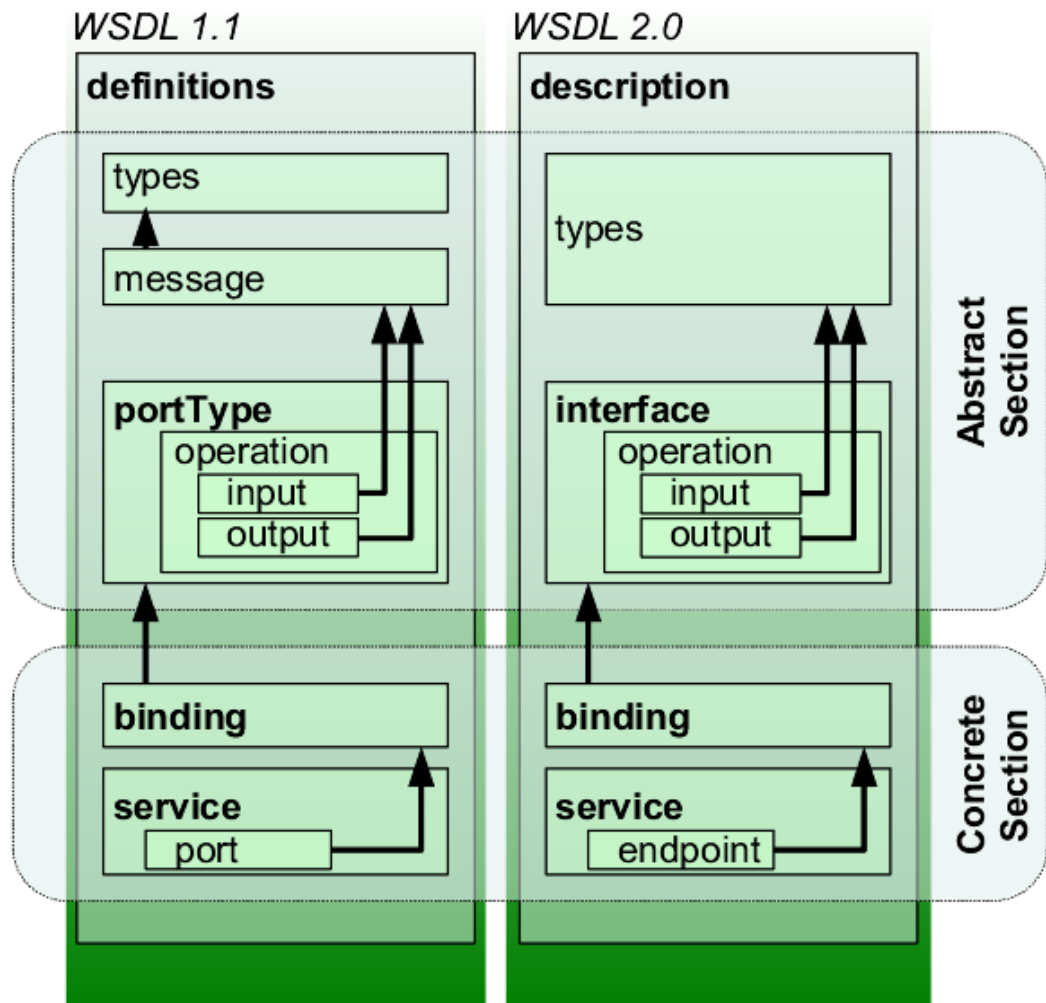 WSDL 1.1
definitions
types
message
portType
operation
input
output
binding
service
port
WSDL 2.0
description
types
interface
operation
input
output
binding
service
endpoint
Abstract
Section
Concrete
Section